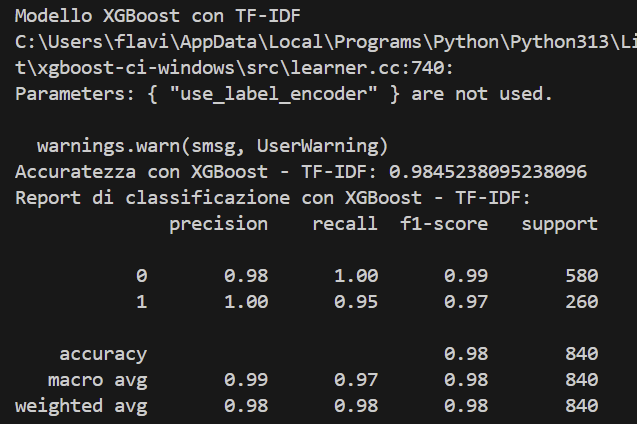 Modello XGBoost con TF-IDF
C:\Users\flavi\AppData\Local\Programs\Python\Python313\Li
t\xgboost-ci-windows\src\learner.cc:740:
Parameters: { "use_label_encoder" } are not used.
warnings.warn(smsg, UserWarning)
Accuratezza con XGBoost - TF-IDF: 0.9845238095238096
Report di classificazione con XGBoost - TF-IDF:
precision recall f1-score support
0 0.98 1.00 0.99 580
1 1.00 0.95 0.97 260
accuracy 0.98 840
macro avg 0.99 0.97 0.98 840
weighted avg 0.98 0.98 0.98 840